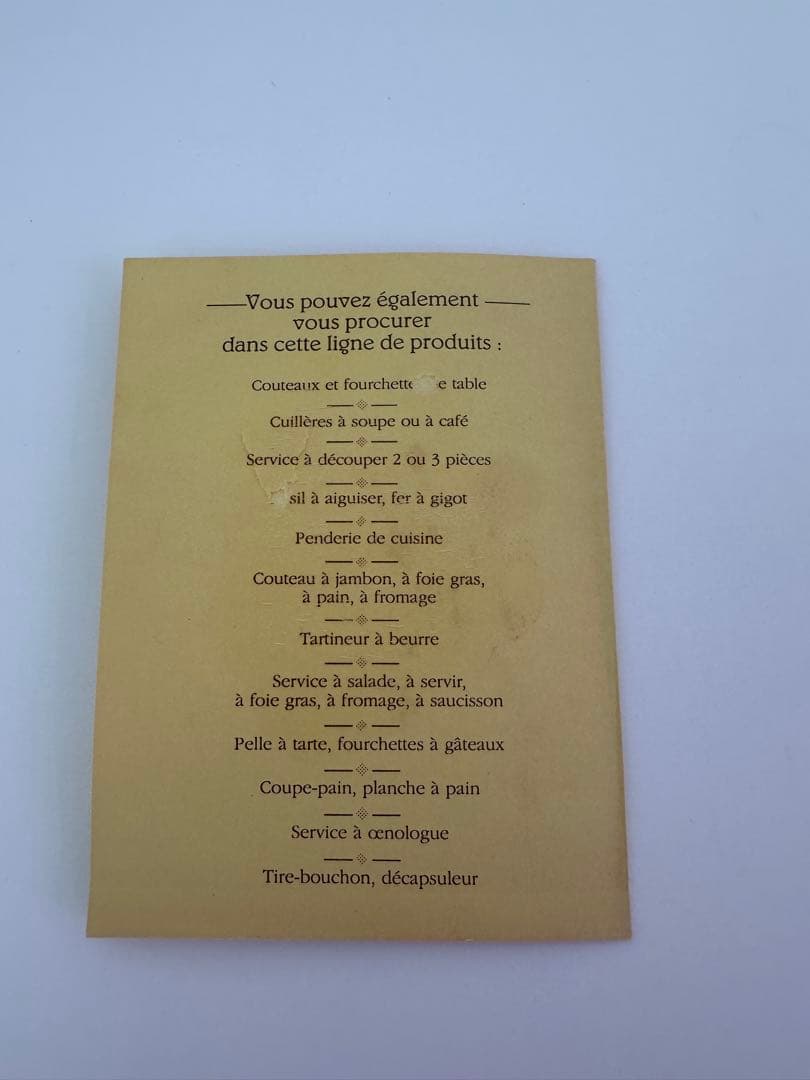 Vous pouvez également
vous procurer
dans cette ligne de produits :
Couteaux et table
Cuillères à soupe ou à café
Service à découper 2 ou 3 pièces
à aiguiser, fer à gigot
Penderie de cuisine
Couteau à jambon, à foie gras,
à pain, à fromage
Tartineur à beurre
Service à salade, à servir,
à foie gras, à fromage, à saucisson
Pelle à tarte, fourchettes à gâteaux
Coupe-pain, planche à pain
Service à œnologue
Tire-bouchon, décapsuleur